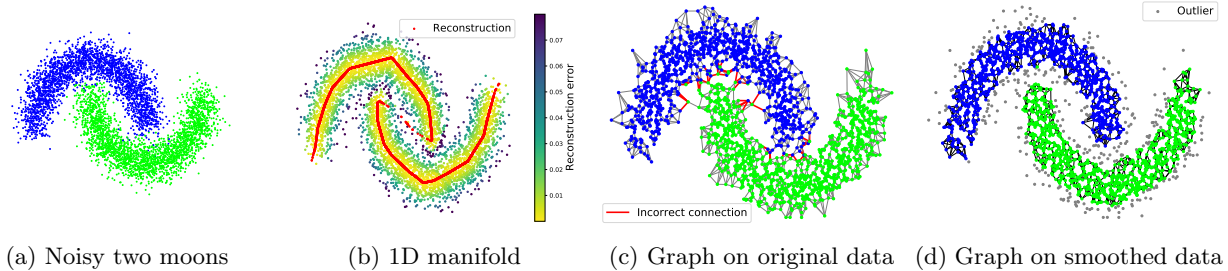 Reconstruction
0.07
0.06
0.05
0.04
0.03
0.02
0.01
Reconstruction error
Incorrect connection
Outlier
(a) Noisy two moons
(b) 1D manifold
(c) Graph on original data
(d) Graph on smoothed data